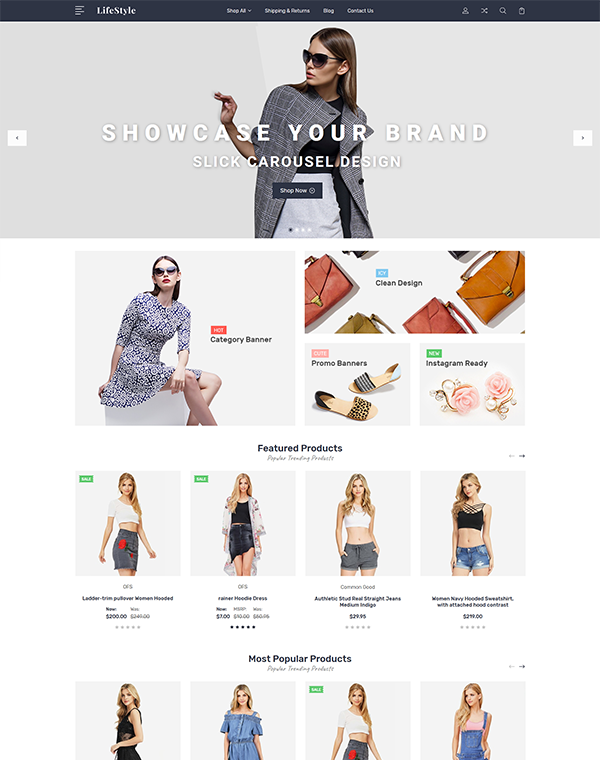 LifeStyle
Shop All Shipping & Returns Blog Contact Us
SHOWCASE YOUR BRAND
SLICK CAROUSEL DESIGN
Shop Now
ICY
Clean Design
HOT
Category Banner
CUTE
Promo Banners
NEW
Instagram Ready
Featured Products
Popular Trending Products
SALE
SALE
OFS
OFS
Common Good
Ladder-trim pullover Women Hooded
rainer Hoodie Dress
Authletic Stud Real Straight Jeans
Medium Indigo
Women Navy Hooded Sweatshirt,
with attached hood contrast
Now: Was:
$200.00 $249.00
Now: MSRP: Was:
$7.00 $10.00 $50.95
$29.95
$219.00
Most Popular Products
Popular Trending Products
SALE